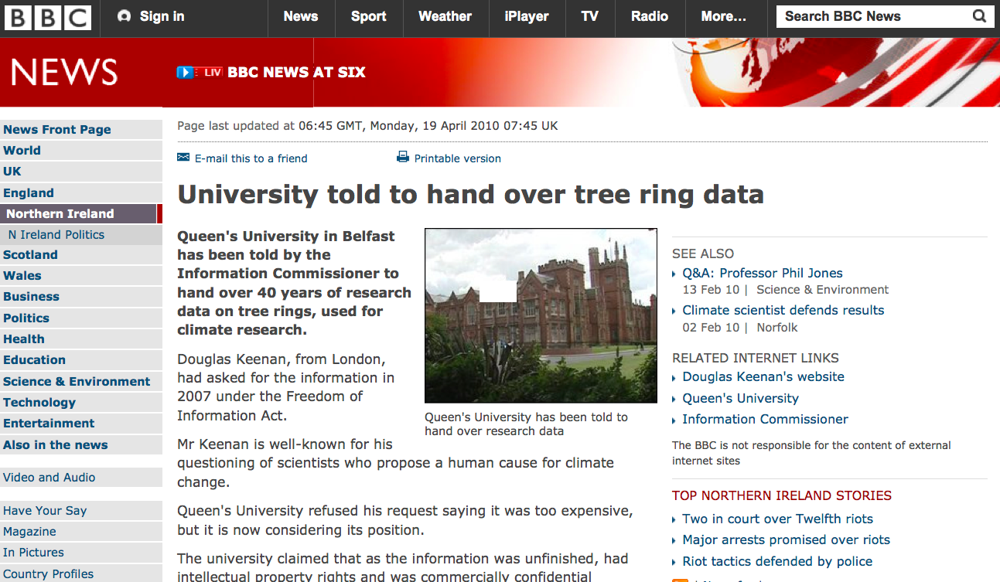 BBC
Sign in
News
Sport
Weather
iPlayer
TV
Radio
More...
Search BBC News
NEWS
LIV BBC NEWS AT SIX
News Front Page
World
UK
England
Northern Ireland
N Ireland Politics
Scotland
Wales
Business
Politics
Health
Education
Science & Environment
Technology
Entertainment
Also in the news
Video and Audio
Have Your Say
Magazine
In Pictures
Country Profiles
Page last updated at 06:45 GMT, Monday, 19 April 2010 07:45 UK
E-mail this to a friend
Printable version
University told to hand over tree ring data
Queen's University in Belfast
has been told by the
Information Commissioner to
hand over 40 years of research
data on tree rings, used for
climate research.
Douglas Keenan, from London,
had asked for the information in
2007 under the Freedom of
Information Act.
Queen's University has been told to
hand over research data
Mr Keenan is well-known for his
questioning of scientists who propose a human cause for climate
change.
Queen's University refused his request saying it was too expensive,
but it is now considering its position.
The university claimed that as the information was unfinished, had
intellectual property rights and was commercially confidential
SEE ALSO
Q&A: Professor Phil Jones
13 Feb 10 | Science & Environment
Climate scientist defends results
02 Feb 10 | Norfolk
RELATED INTERNET LINKS
Douglas Keenan's website
Queen's University
Information Commissioner
The BBC is not responsible for the content of external
internet sites
TOP NORTHERN IRELAND STORIES
Two in court over Twelfth riots
Major arrests promised over riots
Riot tactics defended by police